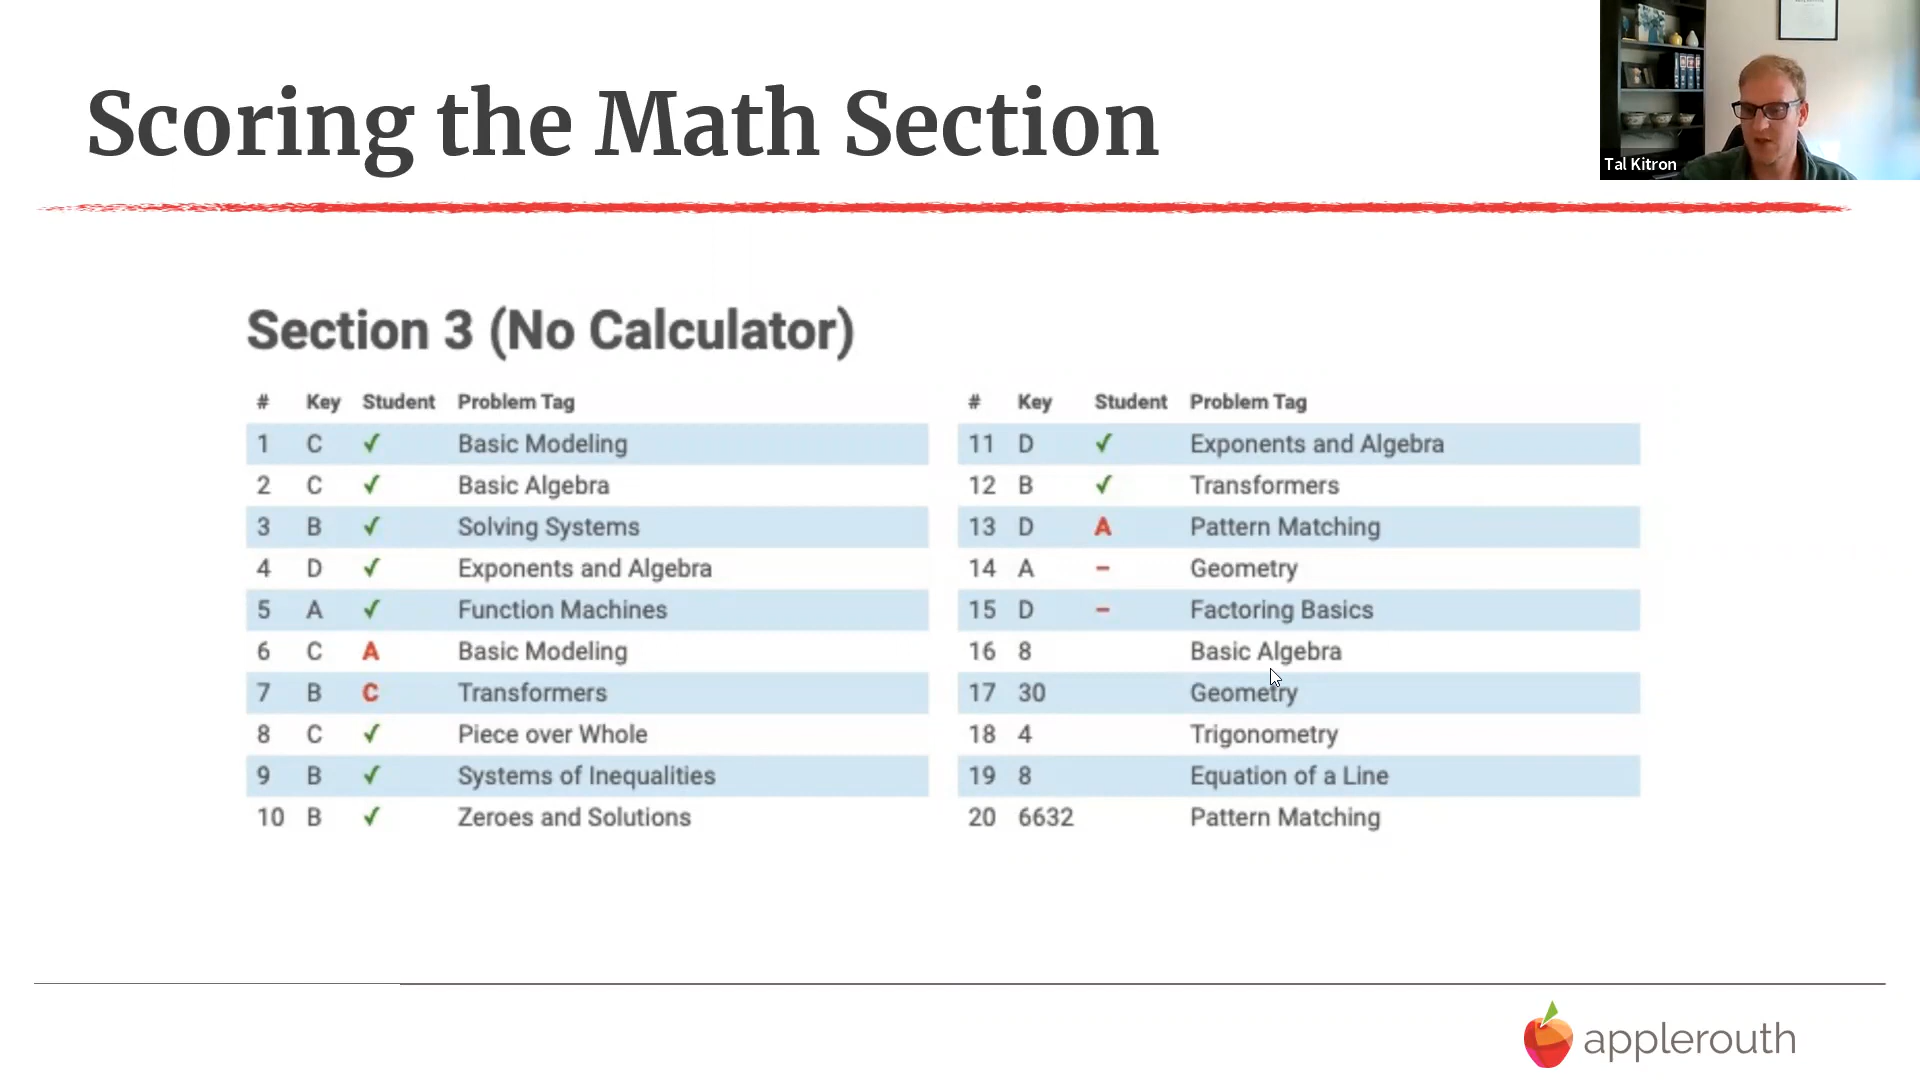 Scoring the Math Section
Tal Kitron
Section 3 (No Calculator)
# Key Student Problem Tag
1 C ✓ Basic Modeling
2 C ✓ Basic Algebra
3 B ✓ Solving Systems
4 D ✓ Exponents and Algebra
5 A ✓ Function Machines
6 C A Basic Modeling
7 B C Transformers
8 C ✓ Piece over Whole
9 B ✓ Systems of Inequalities
10 B ✓ Zeroes and Solutions
# Key Student Problem Tag
11 D ✓ Exponents and Algebra
12 B ✓ Transformers
13 D A Pattern Matching
14 A – Geometry
15 D – Factoring Basics
16 8 Basic Algebra
17 30 Geometry
18 4 Trigonometry
19 8 Equation of a Line
20 6632 Pattern Matching
applerouth